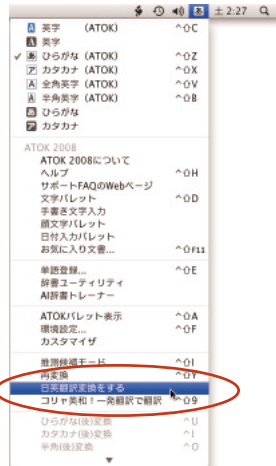 あ 土 2:27
A 英字 (ATOK) ^⇧C
A 英字
✓ あ ひらがな (ATOK) ^⇧Z
ア カタカナ (ATOK) ^⇧X
A 全角英字 (ATOK) ^⇧V
A 半角英字 (ATOK) ^⇧B
あ ひらがな
ア カタカナ
ATOK 2008
ATOK 2008について
ヘルプ ^⇧H
サポートFAQのWebページ
文字パレット ^⇧D
手書き文字入力
顔文字パレット
日付入力パレット
お気に入り文書... ^⇧F11
単語登録... ^⇧E
辞書ユーティリティ
AI辞書トレーナー
ATOKパレット表示 ^⇧A
環境設定... ^⇧F
カスタマイザ
推測候補モード ^⇧I
再変換 ^⇧Y
日英翻訳変換をする
コリャ英和！一発翻訳で翻訳 ^⇧9
ひらがな(後)変換 ^U
カタカナ(後)変換 ^I
半角(後)変換 ^O